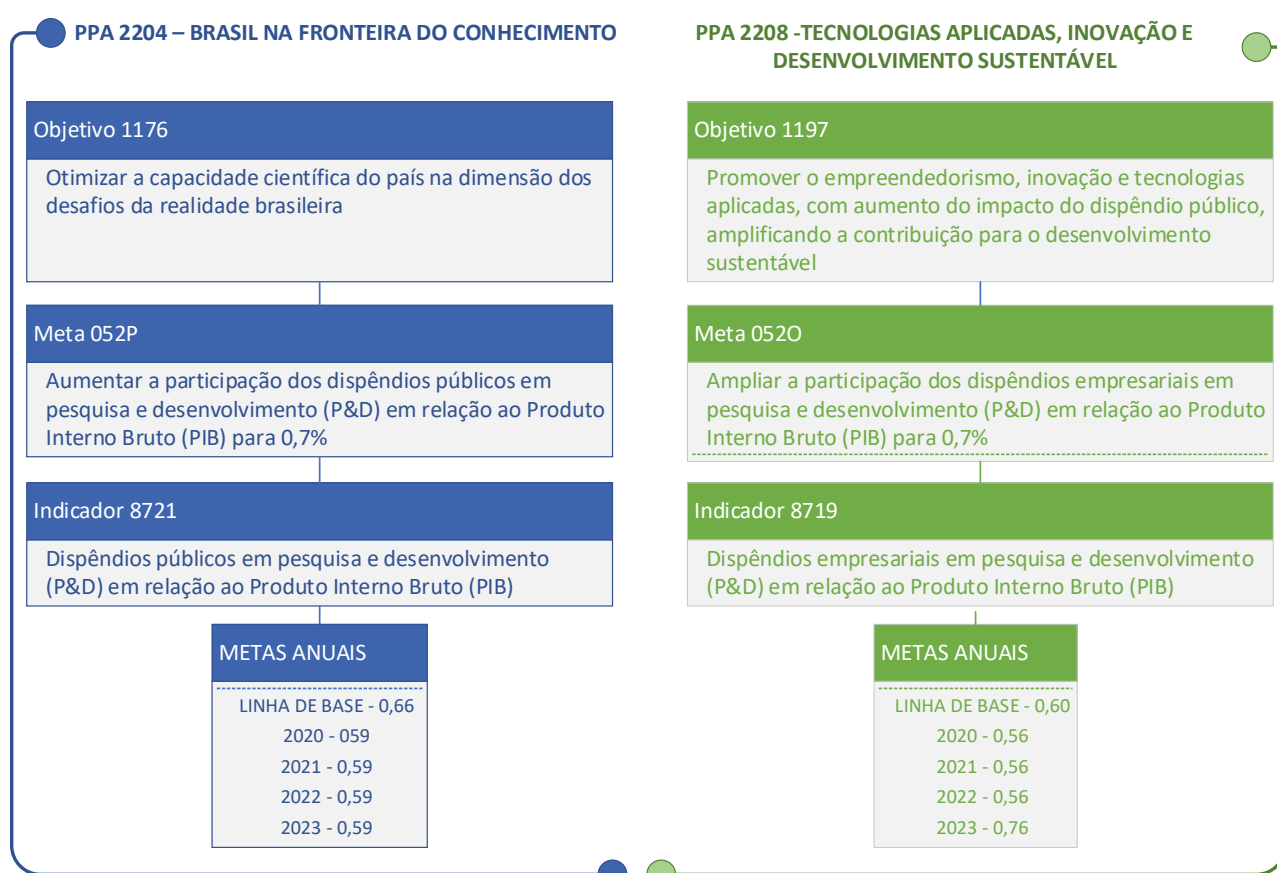 PPA 2204 – BRASIL NA FRONTEIRA DO CONHECIMENTO
Objetivo 1176
Otimizar a capacidade científica do país na dimensão dos
desafios da realidade brasileira
Meta 052P
Aumentar a participação dos dispêndios públicos em
pesquisa e desenvolvimento (P&D) em relação ao Produto
Interno Bruto (PIB) para 0,7%
Indicador 8721
Dispêndios públicos em pesquisa e desenvolvimento
(P&D) em relação ao Produto Interno Bruto (PIB)
METAS ANUAIS
LINHA DE BASE - 0,66
2020 - 059
2021 - 0,59
2022 - 0,59
2023 - 0,59
PPA 2208 -TECNOLOGIAS APLICADAS, INOVAÇÃO E
DESENVOLVIMENTO SUSTENTÁVEL
Objetivo 1197
Promover o empreendedorismo, inovação e tecnologias
aplicadas, com aumento do impacto do dispêndio público,
amplificando a contribuição para o desenvolvimento
sustentável
Meta 052O
Ampliar a participação dos dispêndios empresariais em
pesquisa e desenvolvimento (P&D) em relação ao Produto
Interno Bruto (PIB) para 0,7%
Indicador 8719
Dispêndios empresariais em pesquisa e desenvolvimento
(P&D) em relação ao Produto Interno Bruto (PIB)
METAS ANUAIS
LINHA DE BASE - 0,60
2020 - 0,56
2021 - 0,56
2022 - 0,56
2023 - 0,76